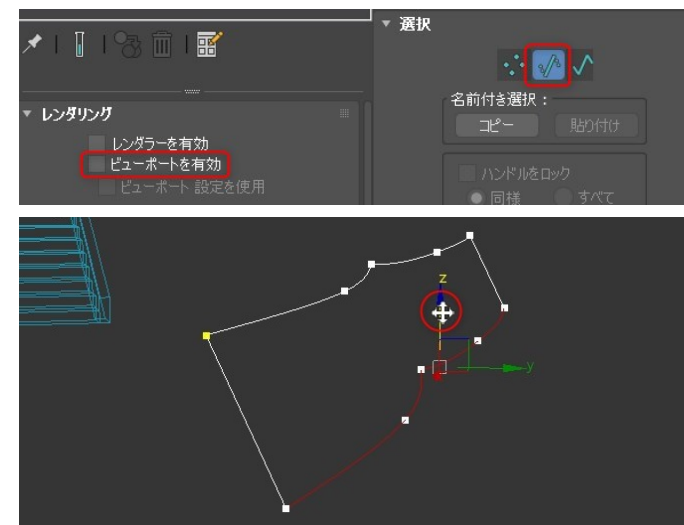 レンダリング
レンダラーを有効
ビューポートを有効
ビューポート 設定を使用
選択
名前付き選択：
コピー
貼り付け
ハンドルをロック
同様
すべて
z
y